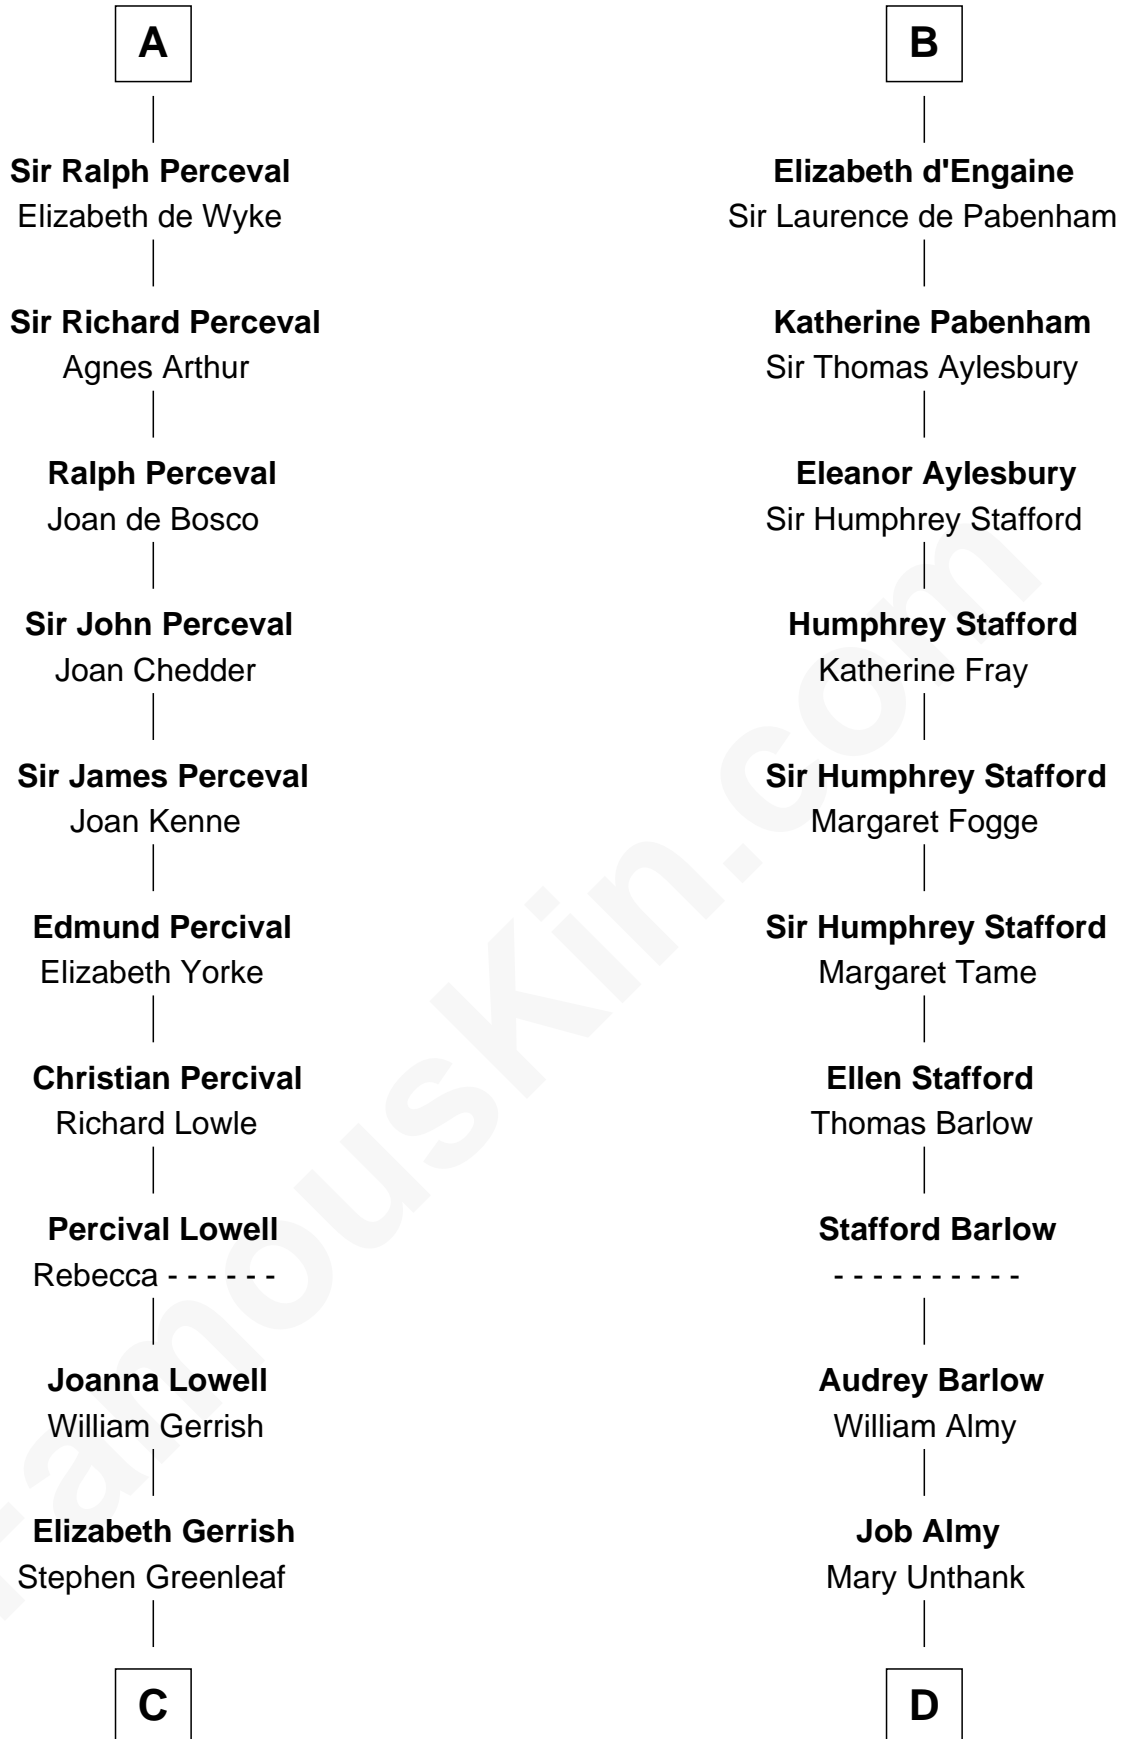 A
Sir Ralph Perceval
Elizabeth de Wyke
Sir Richard Perceval
Agnes Arthur
Ralph Perceval
Joan de Bosco
Sir John Perceval
Joan Chedder
Sir James Perceval
Joan Kenne
Edmund Percival
Elizabeth Yorke
Christian Percival
Richard Lowle
Percival Lowell
Rebecca - - - - - -
Joanna Lowell
William Gerrish
Elizabeth Gerrish
Stephen Greenleaf
C
B
Elizabeth d'Engaine
Sir Laurence de Pabenham
Katherine Pabenham
Sir Thomas Aylesbury
Eleanor Aylesbury
Sir Humphrey Stafford
Humphrey Stafford
Katherine Fray
Sir Humphrey Stafford
Margaret Fogge
Sir Humphrey Stafford
Margaret Tame
Ellen Stafford
Thomas Barlow
Stafford Barlow
- - - - - - - - - -
Audrey Barlow
William Almy
Job Almy
Mary Unthank
D
FamousKin.com